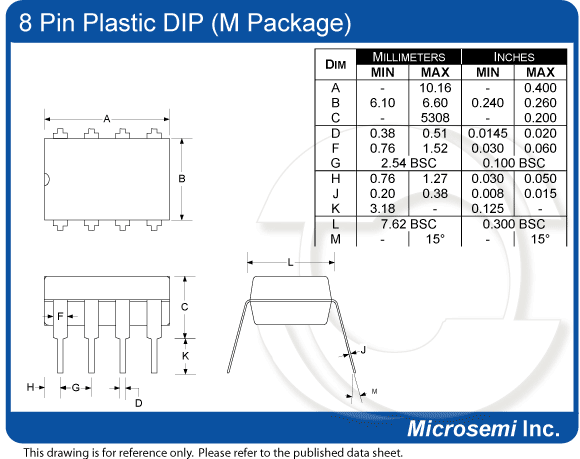 8 Pin Plastic DIP (M Package)
DIM MILLIMETERS INCHES
MIN MAX MIN MAX
A - 10.16 - 0.400
B 6.10 6.60 0.240 0.260
C - 5308 - 0.200
D 0.38 0.51 0.0145 0.020
F 0.76 1.52 0.030 0.060
G 2.54 BSC 0.100 BSC
H 0.76 1.27 0.030 0.050
J 0.20 0.38 0.008 0.015
K 3.18 - 0.125 -
L 7.62 BSC 0.300 BSC
M - 15° - 15°
A
B
L
C
F
K
J
H
G
D
M
Microsemi Inc.
This drawing is for reference only. Please refer to the published data sheet.